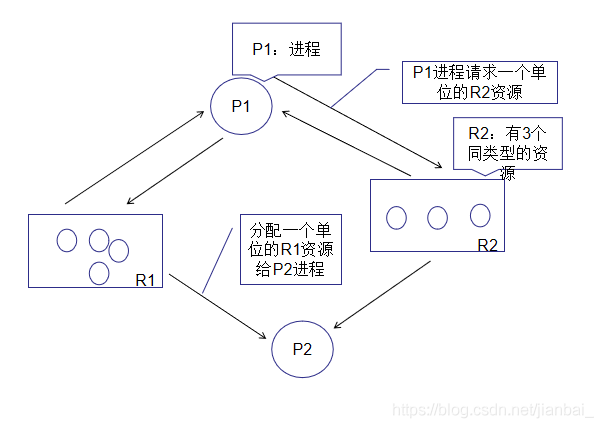 P1：进程
P1进程请求一个单
位的R2资源
P1
R2：有3个
同类型的资
源
分配一个单
位的R1资源
给P2进程
R2
R1
P2
https://blog.csdn.net/jianbai_